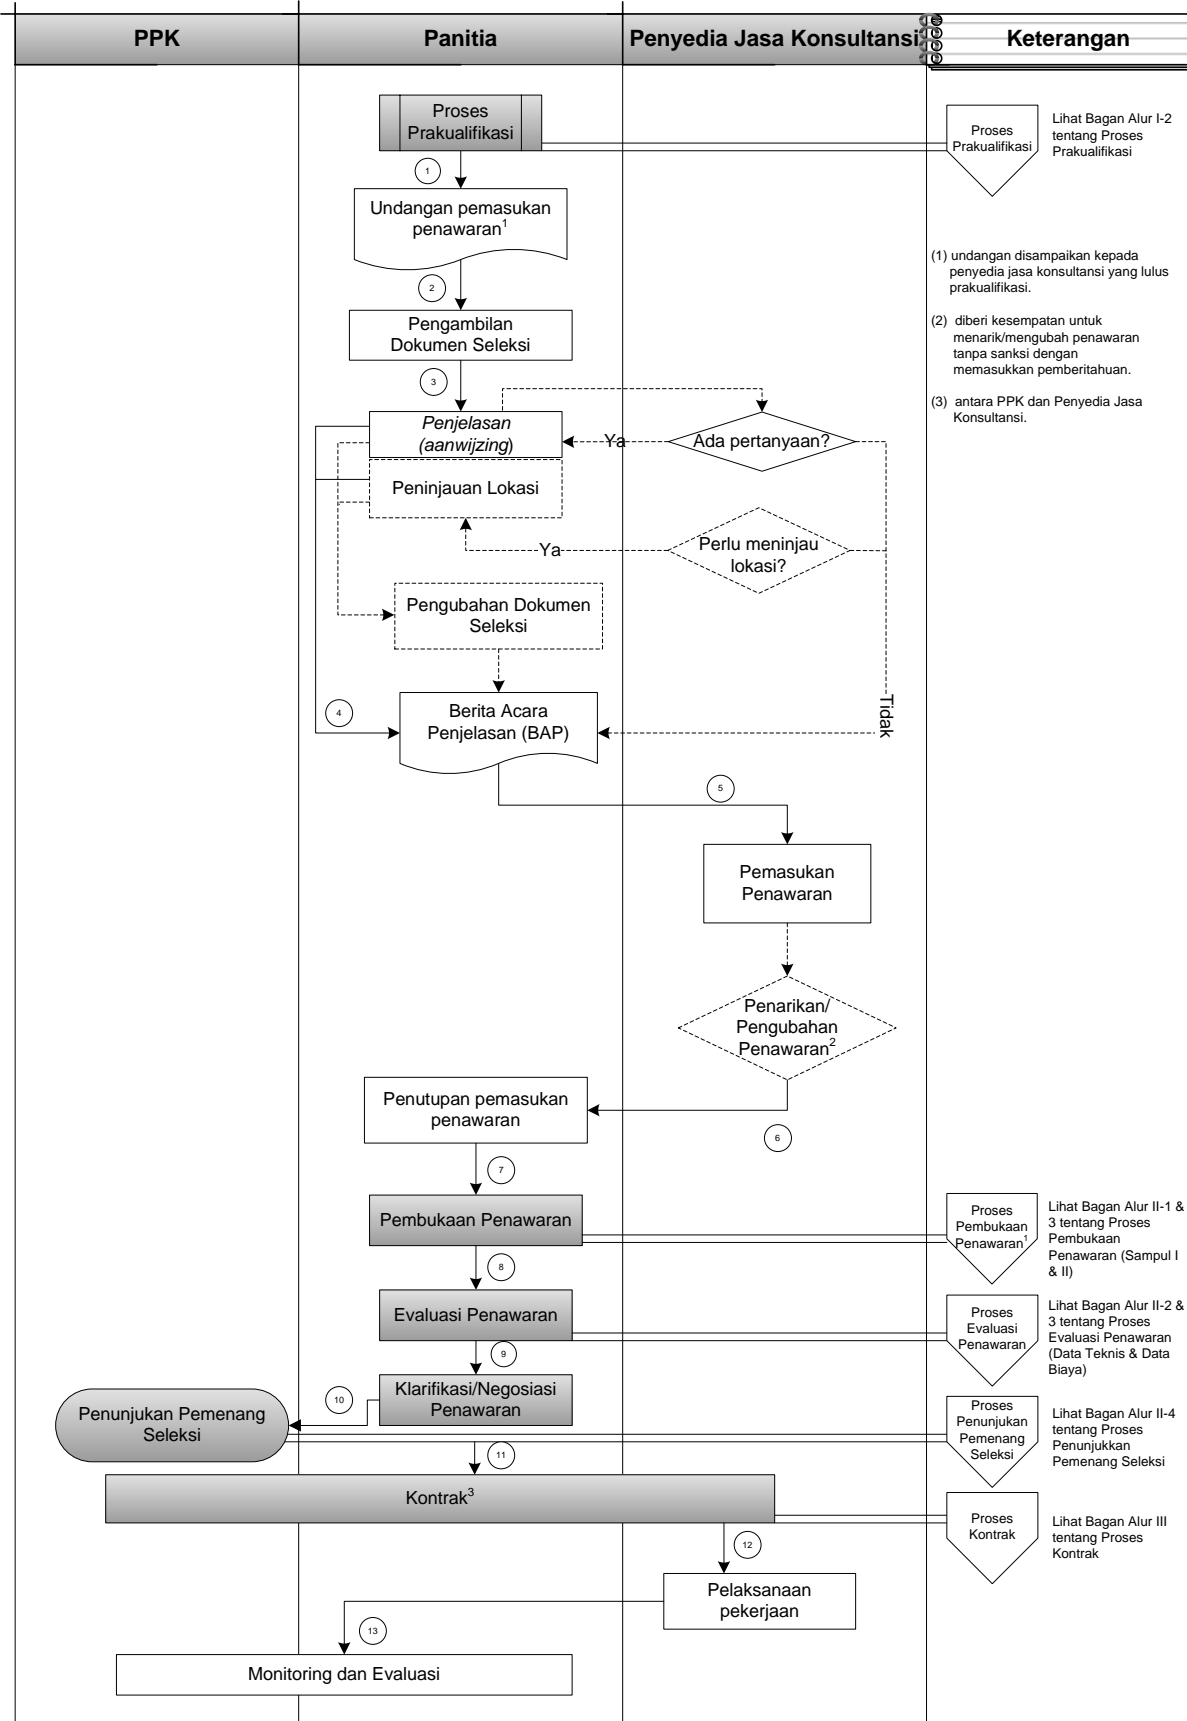 PPK
Panitia
Penyedia Jasa Konsultansi
Keterangan
Proses
Prakualifikasi
Proses
Prakualifikasi
Lihat Bagan Alur I-2
tentang Proses
Prakualifikasi
1
Undangan pemasukan
penawaran1
(1) undangan disampaikan kepada
penyedia jasa konsultansi yang lulus
prakualifikasi.
2
Pengambilan
Dokumen Seleksi
(2) diberi kesempatan untuk
menarik/mengubah penawaran
tanpa sanksi dengan
memasukkan pemberitahuan.
3
(3) antara PPK dan Penyedia Jasa
Konsultansi.
Penjelasan
(aanwijzing)
Ya
Ada pertanyaan?
Peninjauan Lokasi
Ya
Perlu meninjau
lokasi?
Pengubahan Dokumen
Seleksi
Tidak
4
Berita Acara
Penjelasan (BAP)
5
Pemasukan
Penawaran
Penarikan/
Pengubahan
Penawaran2
Penutupan pemasukan
penawaran
6
7
Pembukaan Penawaran
Proses
Pembukaan
Penawaran1
Lihat Bagan Alur II-1 &
3 tentang Proses
Pembukaan
Penawaran (Sampul I
& II)
8
Evaluasi Penawaran
Proses
Evaluasi
Penawaran
Lihat Bagan Alur II-2 &
3 tentang Proses
Evaluasi Penawaran
(Data Teknis & Data
Biaya)
9
Klarifikasi/Negosiasi
Penawaran
10
Penunjukan Pemenang
Seleksi
Proses
Penunjukan
Pemenang
Seleksi
Lihat Bagan Alur II-4
tentang Proses
Penunjukkan
Pemenang Seleksi
11
Kontrak3
Proses
Kontrak
Lihat Bagan Alur III
tentang Proses
Kontrak
12
Pelaksanaan
pekerjaan
13
Monitoring dan Evaluasi